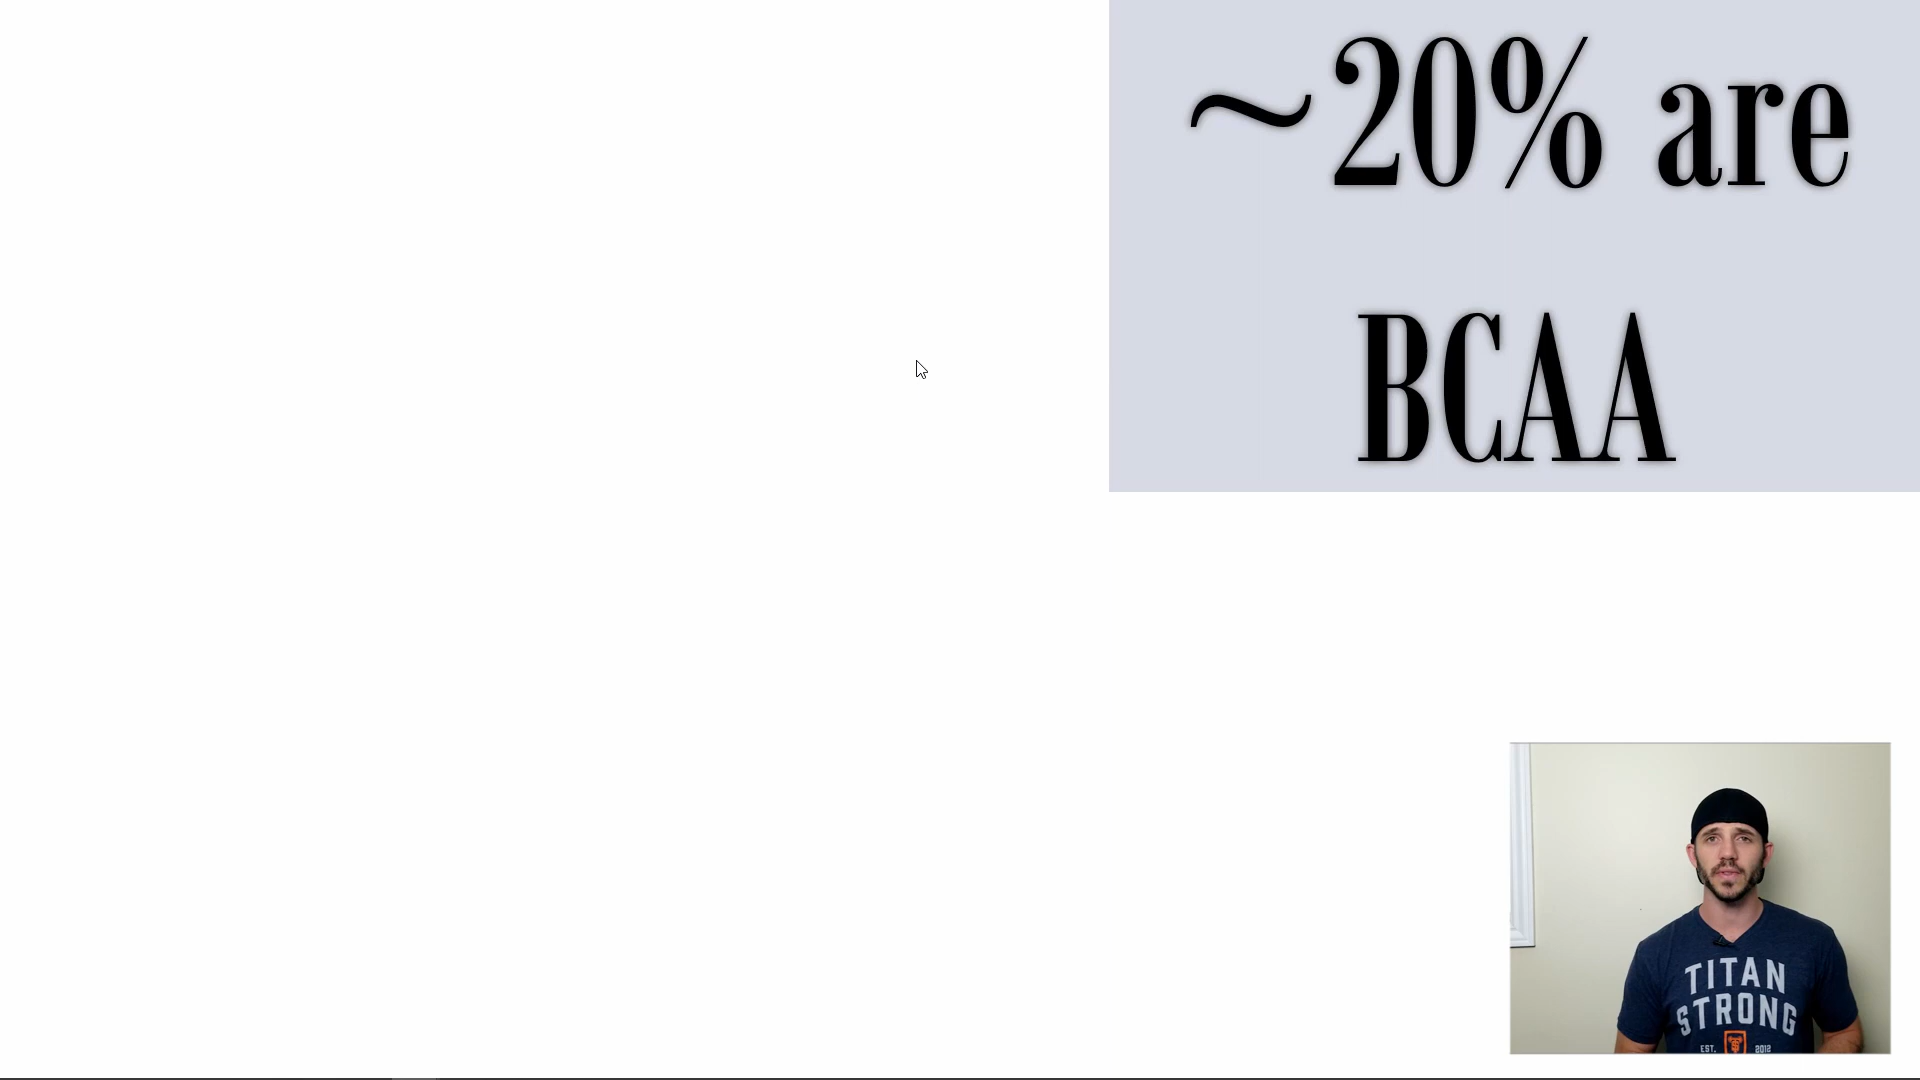 ~20% are
BCAA
TITAN
STRONG
EST. 2012